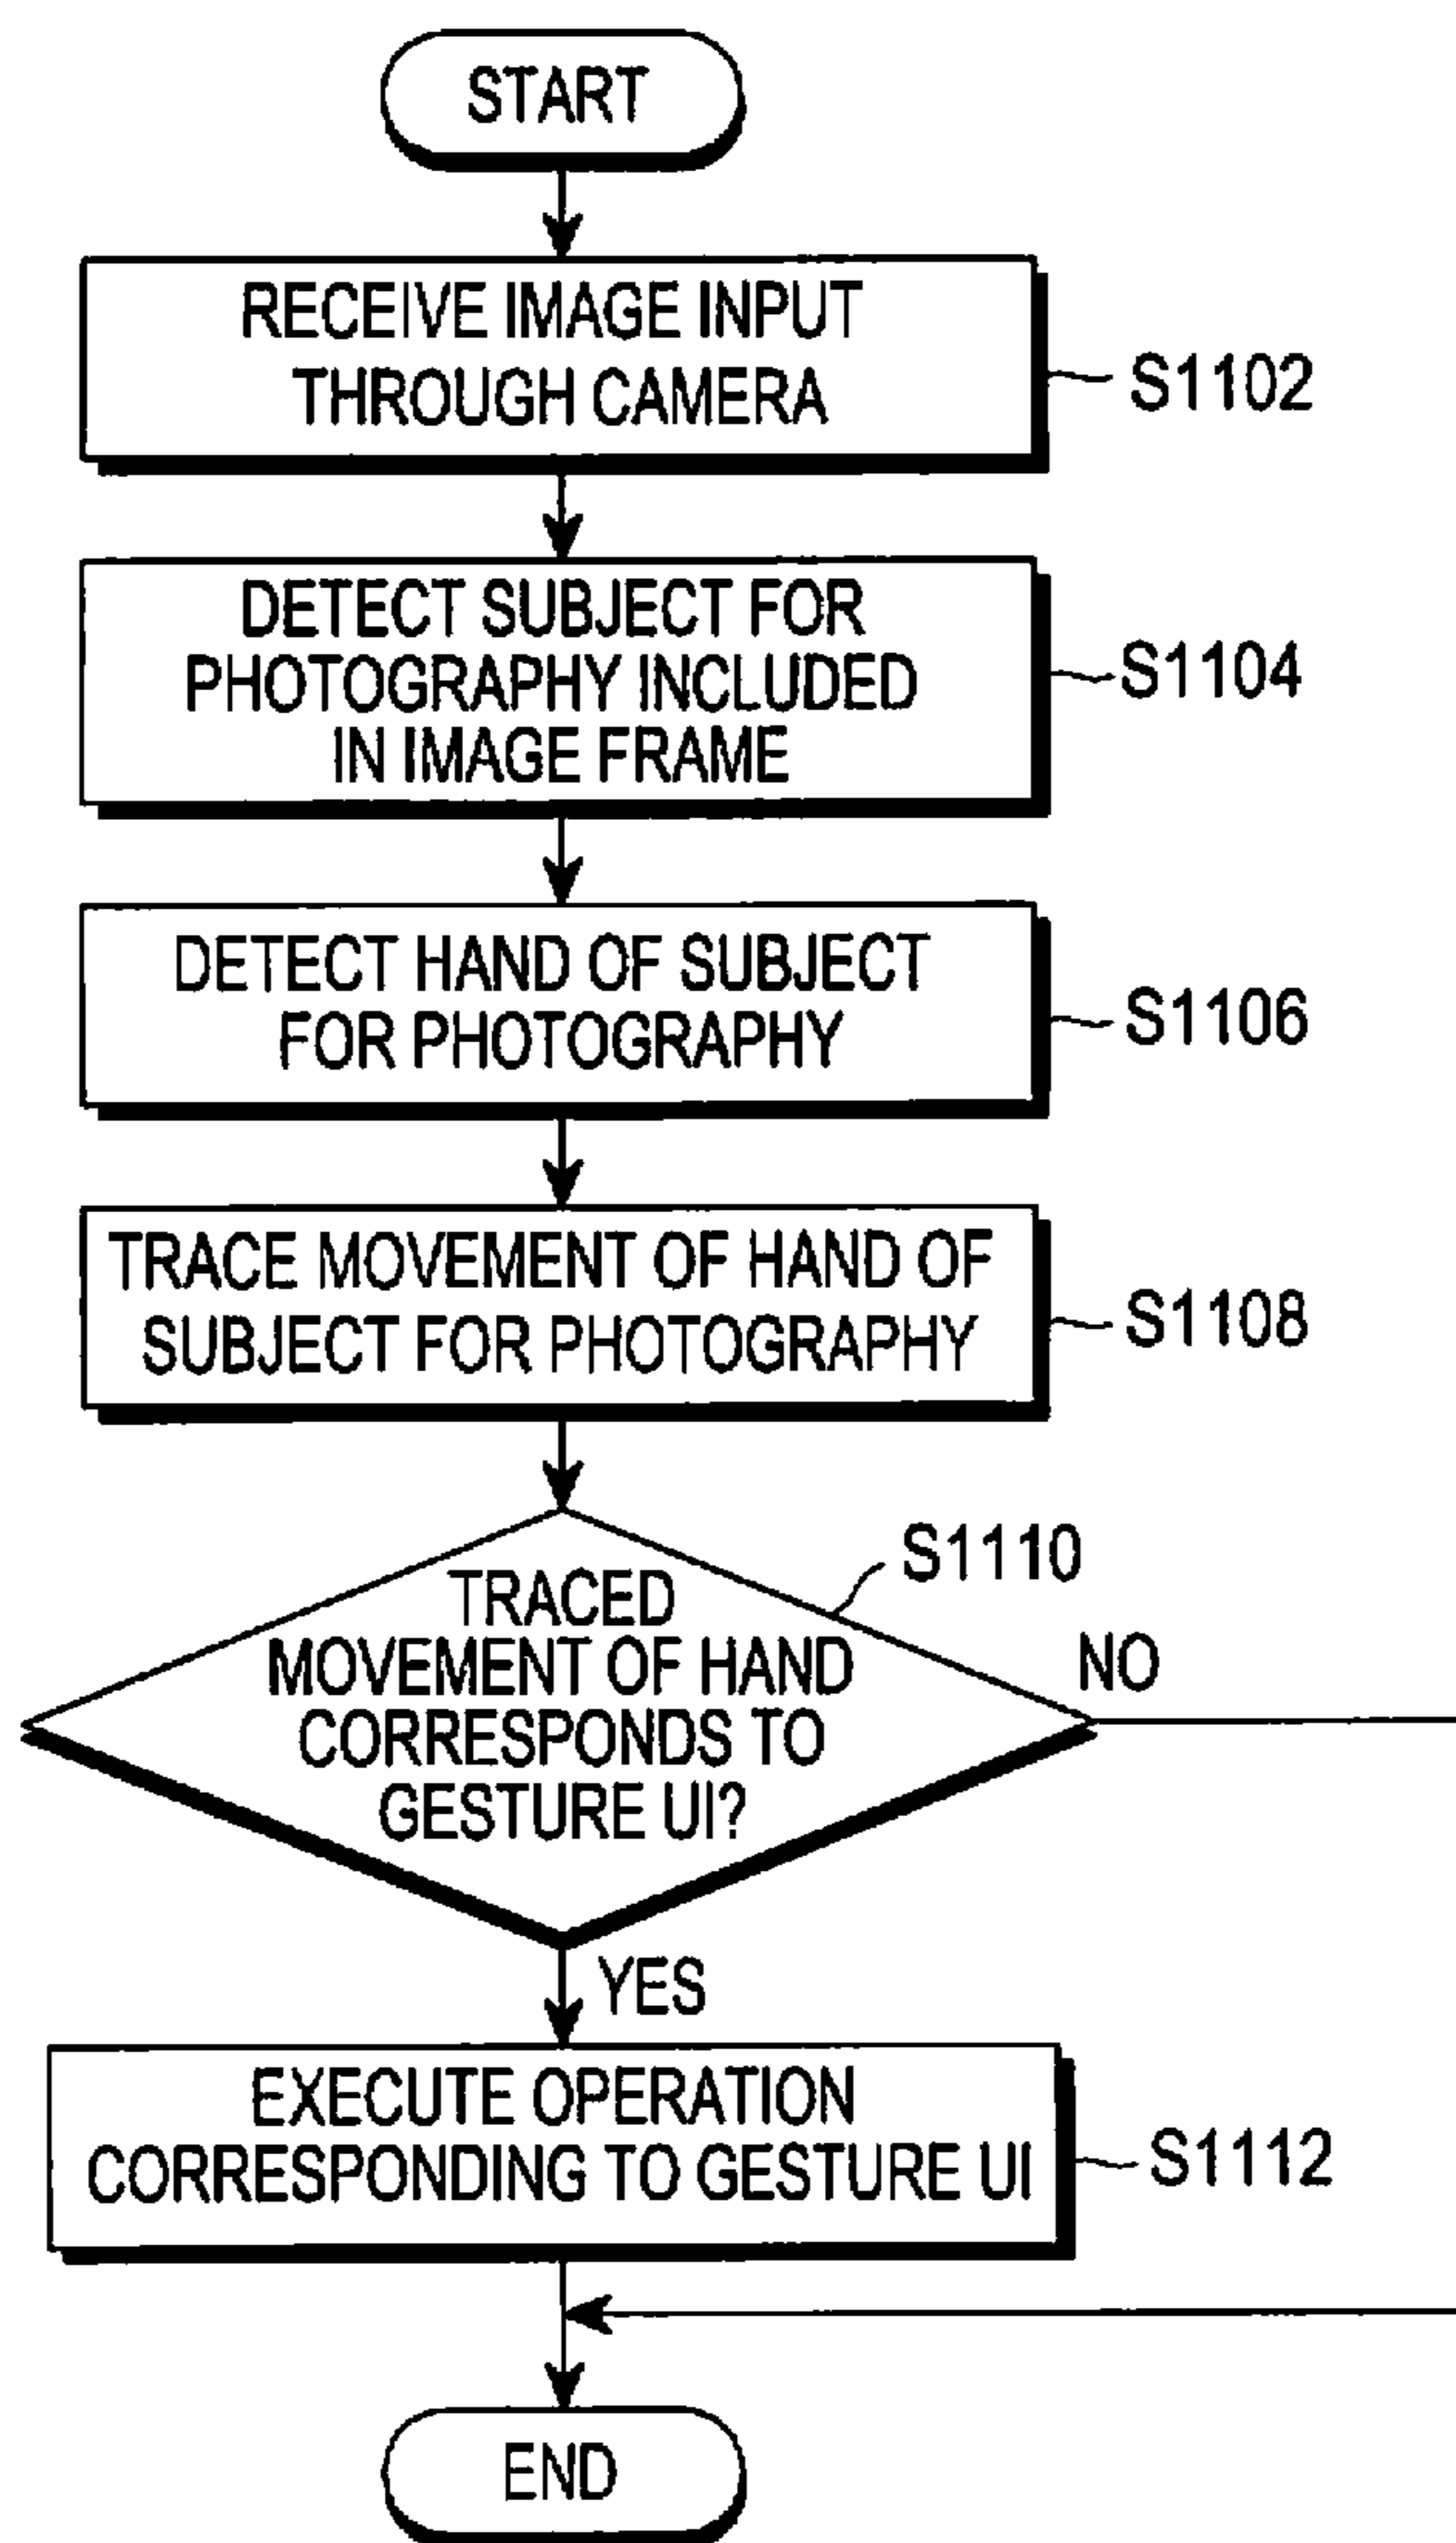 START
RECEIVE IMAGE INPUT
THROUGH CAMERA
S1102
DETECT SUBJECT FOR
PHOTOGRAPHY INCLUDED
IN IMAGE FRAME
S1104
DETECT HAND OF SUBJECT
FOR PHOTOGRAPHY
S1106
TRACE MOVEMENT OF HAND OF
SUBJECT FOR PHOTOGRAPHY
S1108
S1110
TRACED
MOVEMENT OF HAND
CORRESPONDS TO
GESTURE UI?
NO
YES
EXECUTE OPERATION
CORRESPONDING TO GESTURE UI
S1112
END